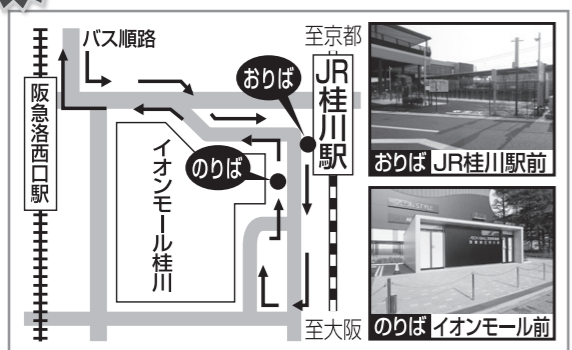 バス順路
至京都
おりば
JR桂川駅
阪急洛西口駅
のりば
イオンモール桂川
至大阪
おりば JR桂川駅前
のりば イオンモール前